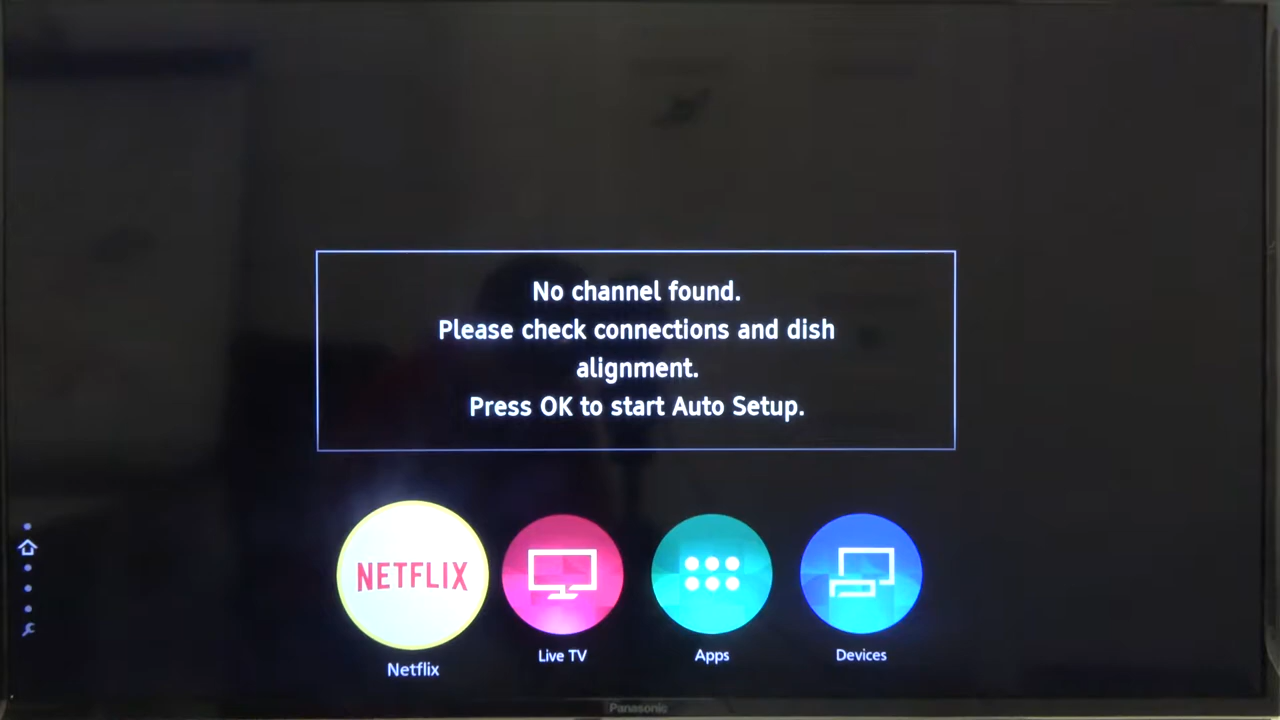 No channel found.
Please check connections and dish
alignment.
Press OK to start Auto Setup.
NETFLIX
Netflix
Live TV
Apps
Devices
Panasonic